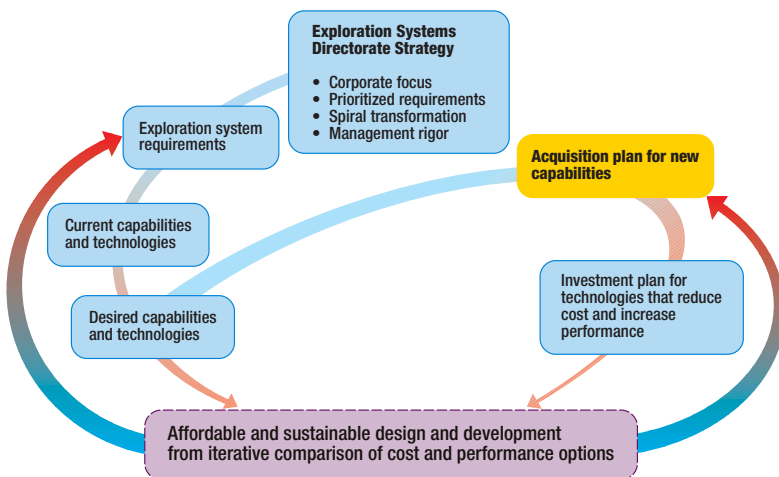 Exploration Systems
Directorate Strategy
• Corporate focus
• Prioritized requirements
• Spiral transformation
• Management rigor
Exploration system
requirements
Acquisition plan for new
capabilities
Current capabilities
and technologies
Investment plan for
technologies that reduce
cost and increase
performance
Desired capabilities
and technologies
Affordable and sustainable design and development
from iterative comparison of cost and performance options